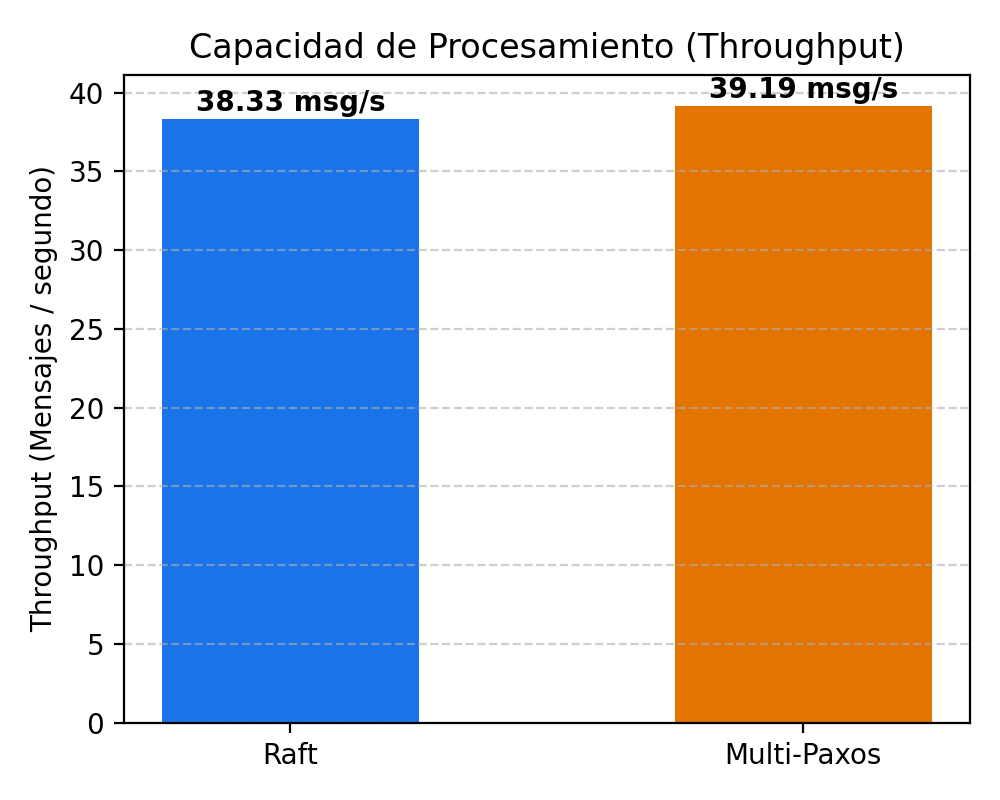 Capacidad de Procesamiento (Throughput)
Throughput (Mensajes / segundo)
40
35
30
25
20
15
10
5
0
38.33 msg/s
39.19 msg/s
Raft
Multi-Paxos